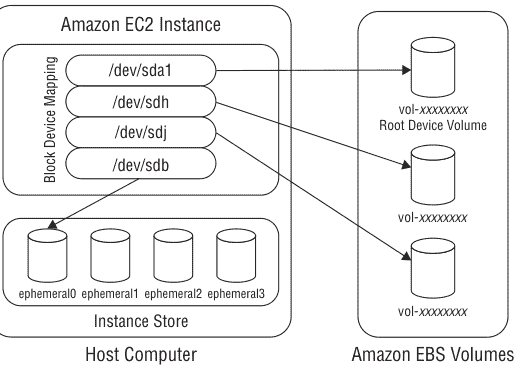 Amazon EC2 Instance
Block Device Mapping
/dev/sda1
/dev/sdh
/dev/sdj
/dev/sdb
ephemeral0 ephemeral1 ephemeral2 ephemeral3
Instance Store
Host Computer
vol-xxxxxxxx
Root Device Volume
vol-xxxxxxxx
vol-xxxxxxxx
Amazon EBS Volumes